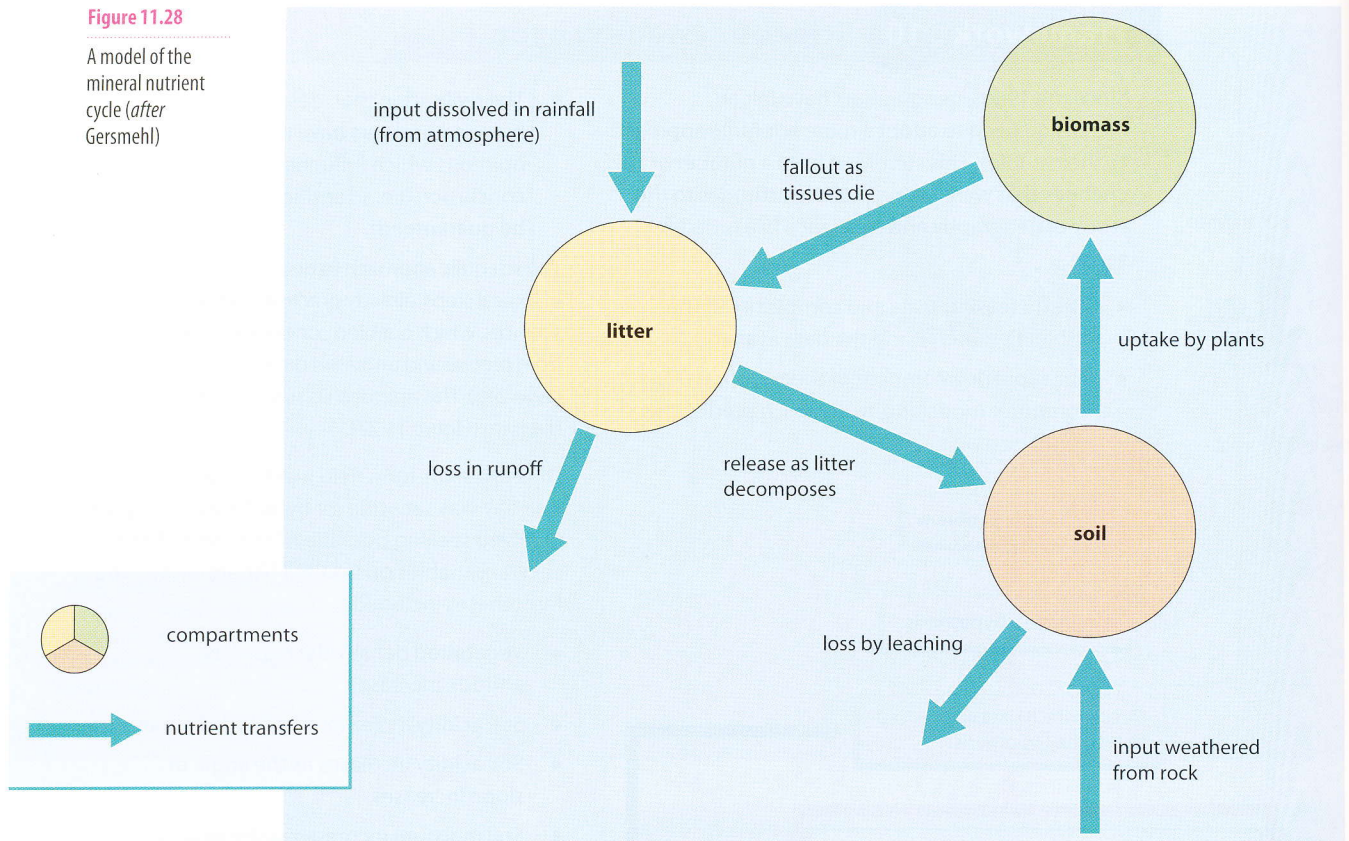 Figure 11.28
A model of the
mineral nutrient
cycle (after
Gersmehl)
input dissolved in rainfall
(from atmosphere)
biomass
fallout as
tissues die
litter
uptake by plants
loss in runoff
release as litter
decomposes
soil
compartments
loss by leaching
nutrient transfers
input weathered
from rock